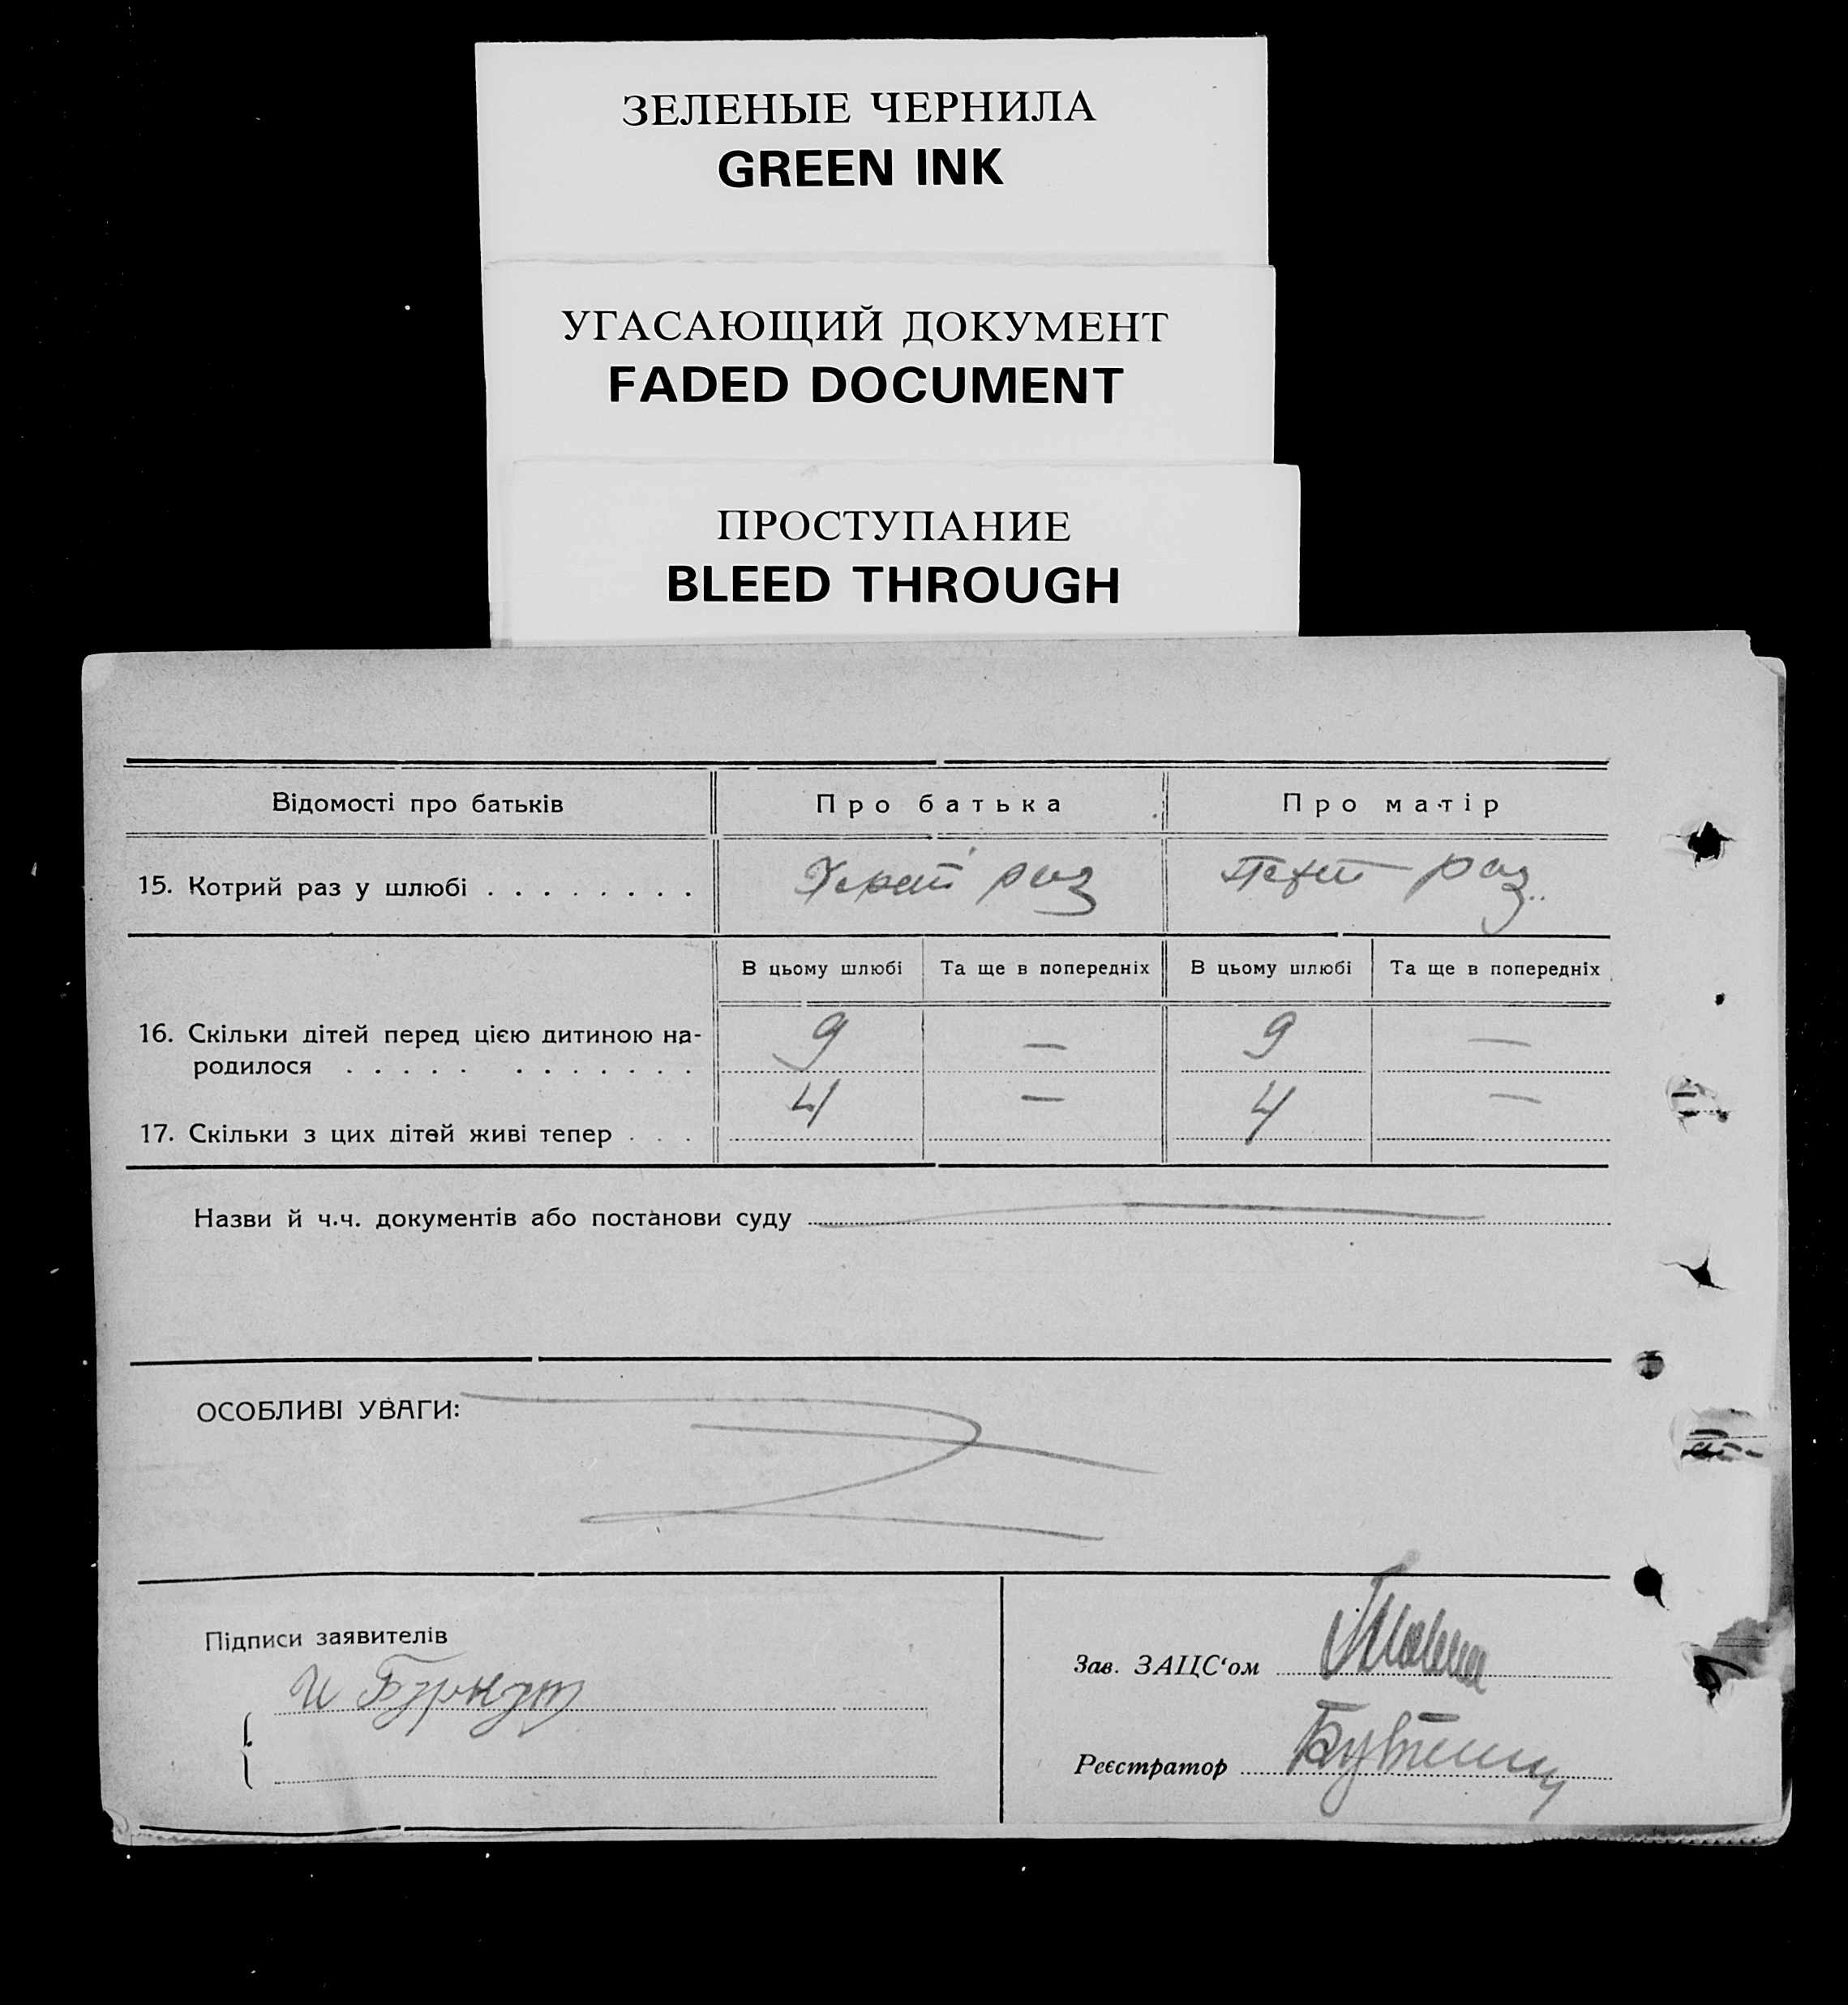 ЗЕЛЕНЫЕ ЧЕРНИЛА
GREEN INK
УГАСАЮЩИЙ ДОКУМЕНТ
FADED DOCUMENT
ПРОСТУПАНИЕ
BLEED THROUGH
Відомості про батьків Про батька Про матір
15. Котрий раз у шлюбі . . . . . . . . раз раз
В цьому шлюбі Та ще в попередніх В цьому шлюбі Та ще в попередніх
16. Скільки дітей перед цією дитиною на-
родилося . . . . . . . . . . . . 9 — 9 —
17. Скільки з цих дітей живі тепер . . . 4 — 4 —
Назви й ч.ч. документів або постанови суду
ОСОБЛИВІ УВАГИ:
Підписи заявителів
Зав. ЗАЦС‘ом
Реєстратор